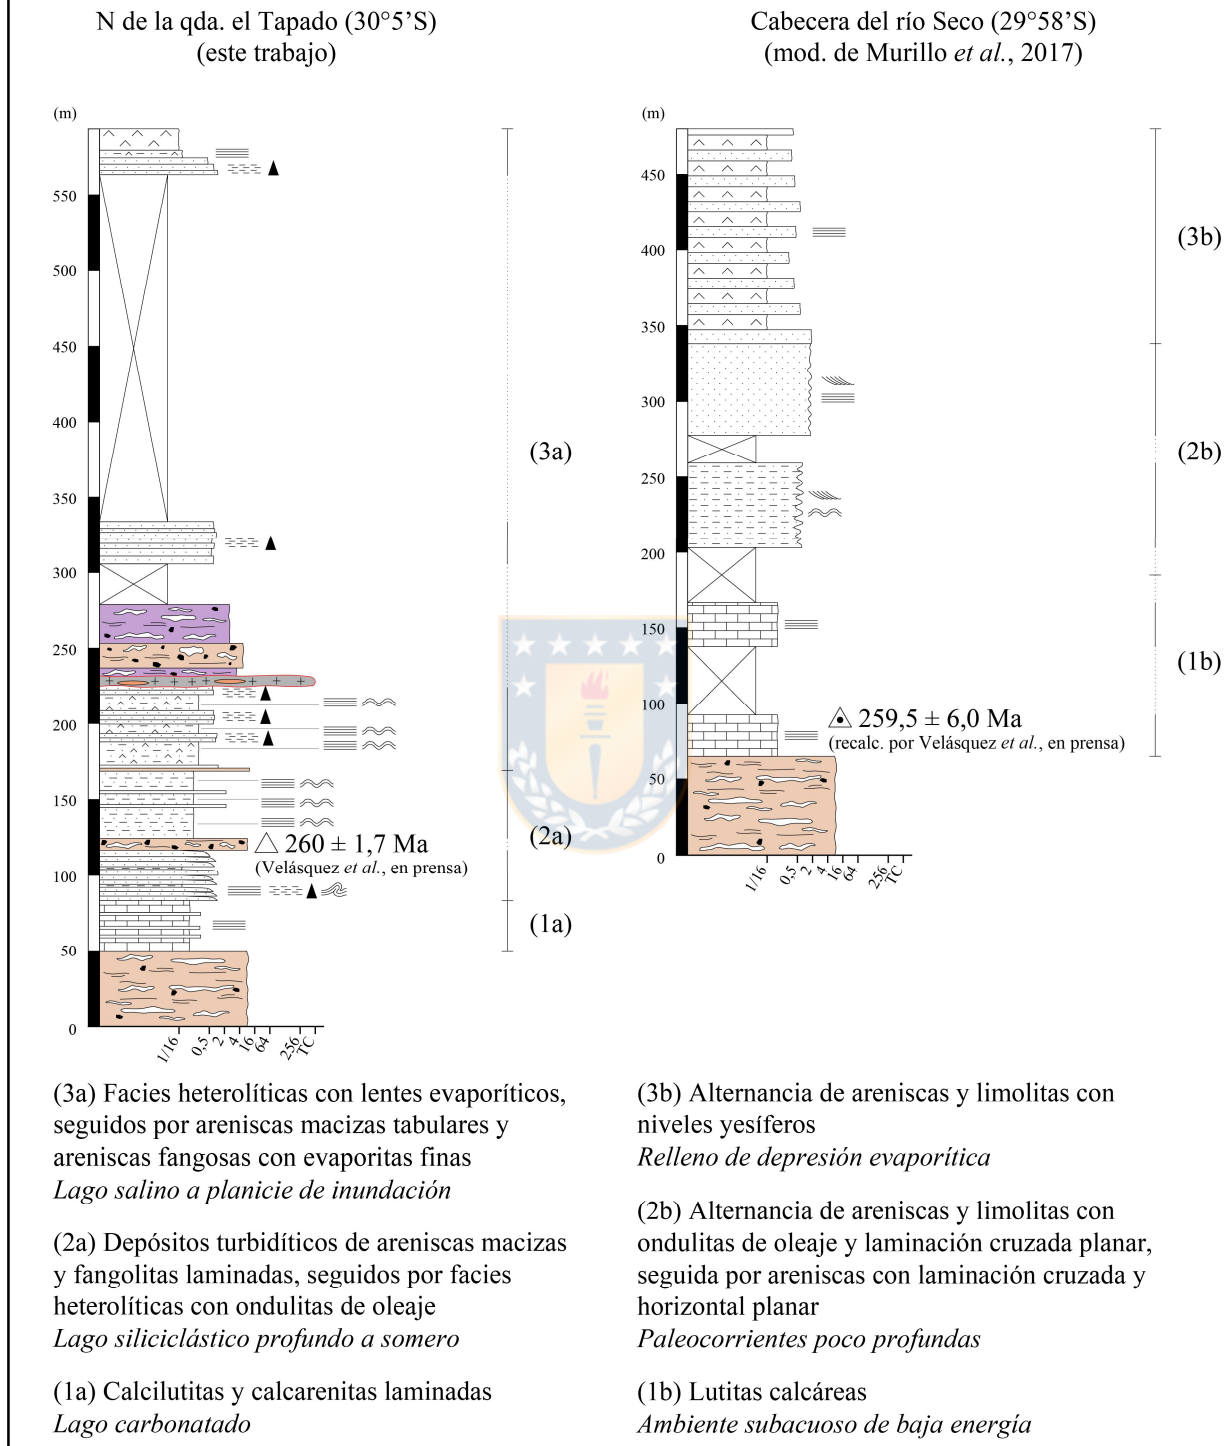 N de la qda. el Tapado (30°5’S)
(este trabajo)
(m)
550
500
450
400
350
300
250
200
150
100
50
0
1/16
0,5
2
4
16
64
256
TC
260 ± 1,7 Ma
(Velásquez et al., en prensa)
(3a)
(2a)
(1a)
Cabecera del río Seco (29°58’S)
(mod. de Murillo et al., 2017)
(m)
450
400
350
300
250
200
150
100
50
0
1/16
0,5
2
4
16
64
256
TC
259,5 ± 6,0 Ma
(recalc. por Velásquez et al., en prensa)
(3b)
(2b)
(1b)
(3a) Facies heterolíticas con lentes evaporíticos,
seguidos por areniscas macizas tabulares y
areniscas fangosas con evaporitas finas
Lago salino a planicie de inundación
(2a) Depósitos turbidíticos de areniscas macizas
y fangolitas laminadas, seguidos por facies
heterolíticas con ondulitas de oleaje
Lago siliciclástico profundo a somero
(1a) Calcilutitas y calcarenitas laminadas
Lago carbonatado
(3b) Alternancia de areniscas y limolitas con
niveles yesíferos
Relleno de depresión evaporítica
(2b) Alternancia de areniscas y limolitas con
ondulitas de oleaje y laminación cruzada planar,
seguida por areniscas con laminación cruzada y
horizontal planar
Paleocorrientes poco profundas
(1b) Lutitas calcáreas
Ambiente subacuoso de baja energía